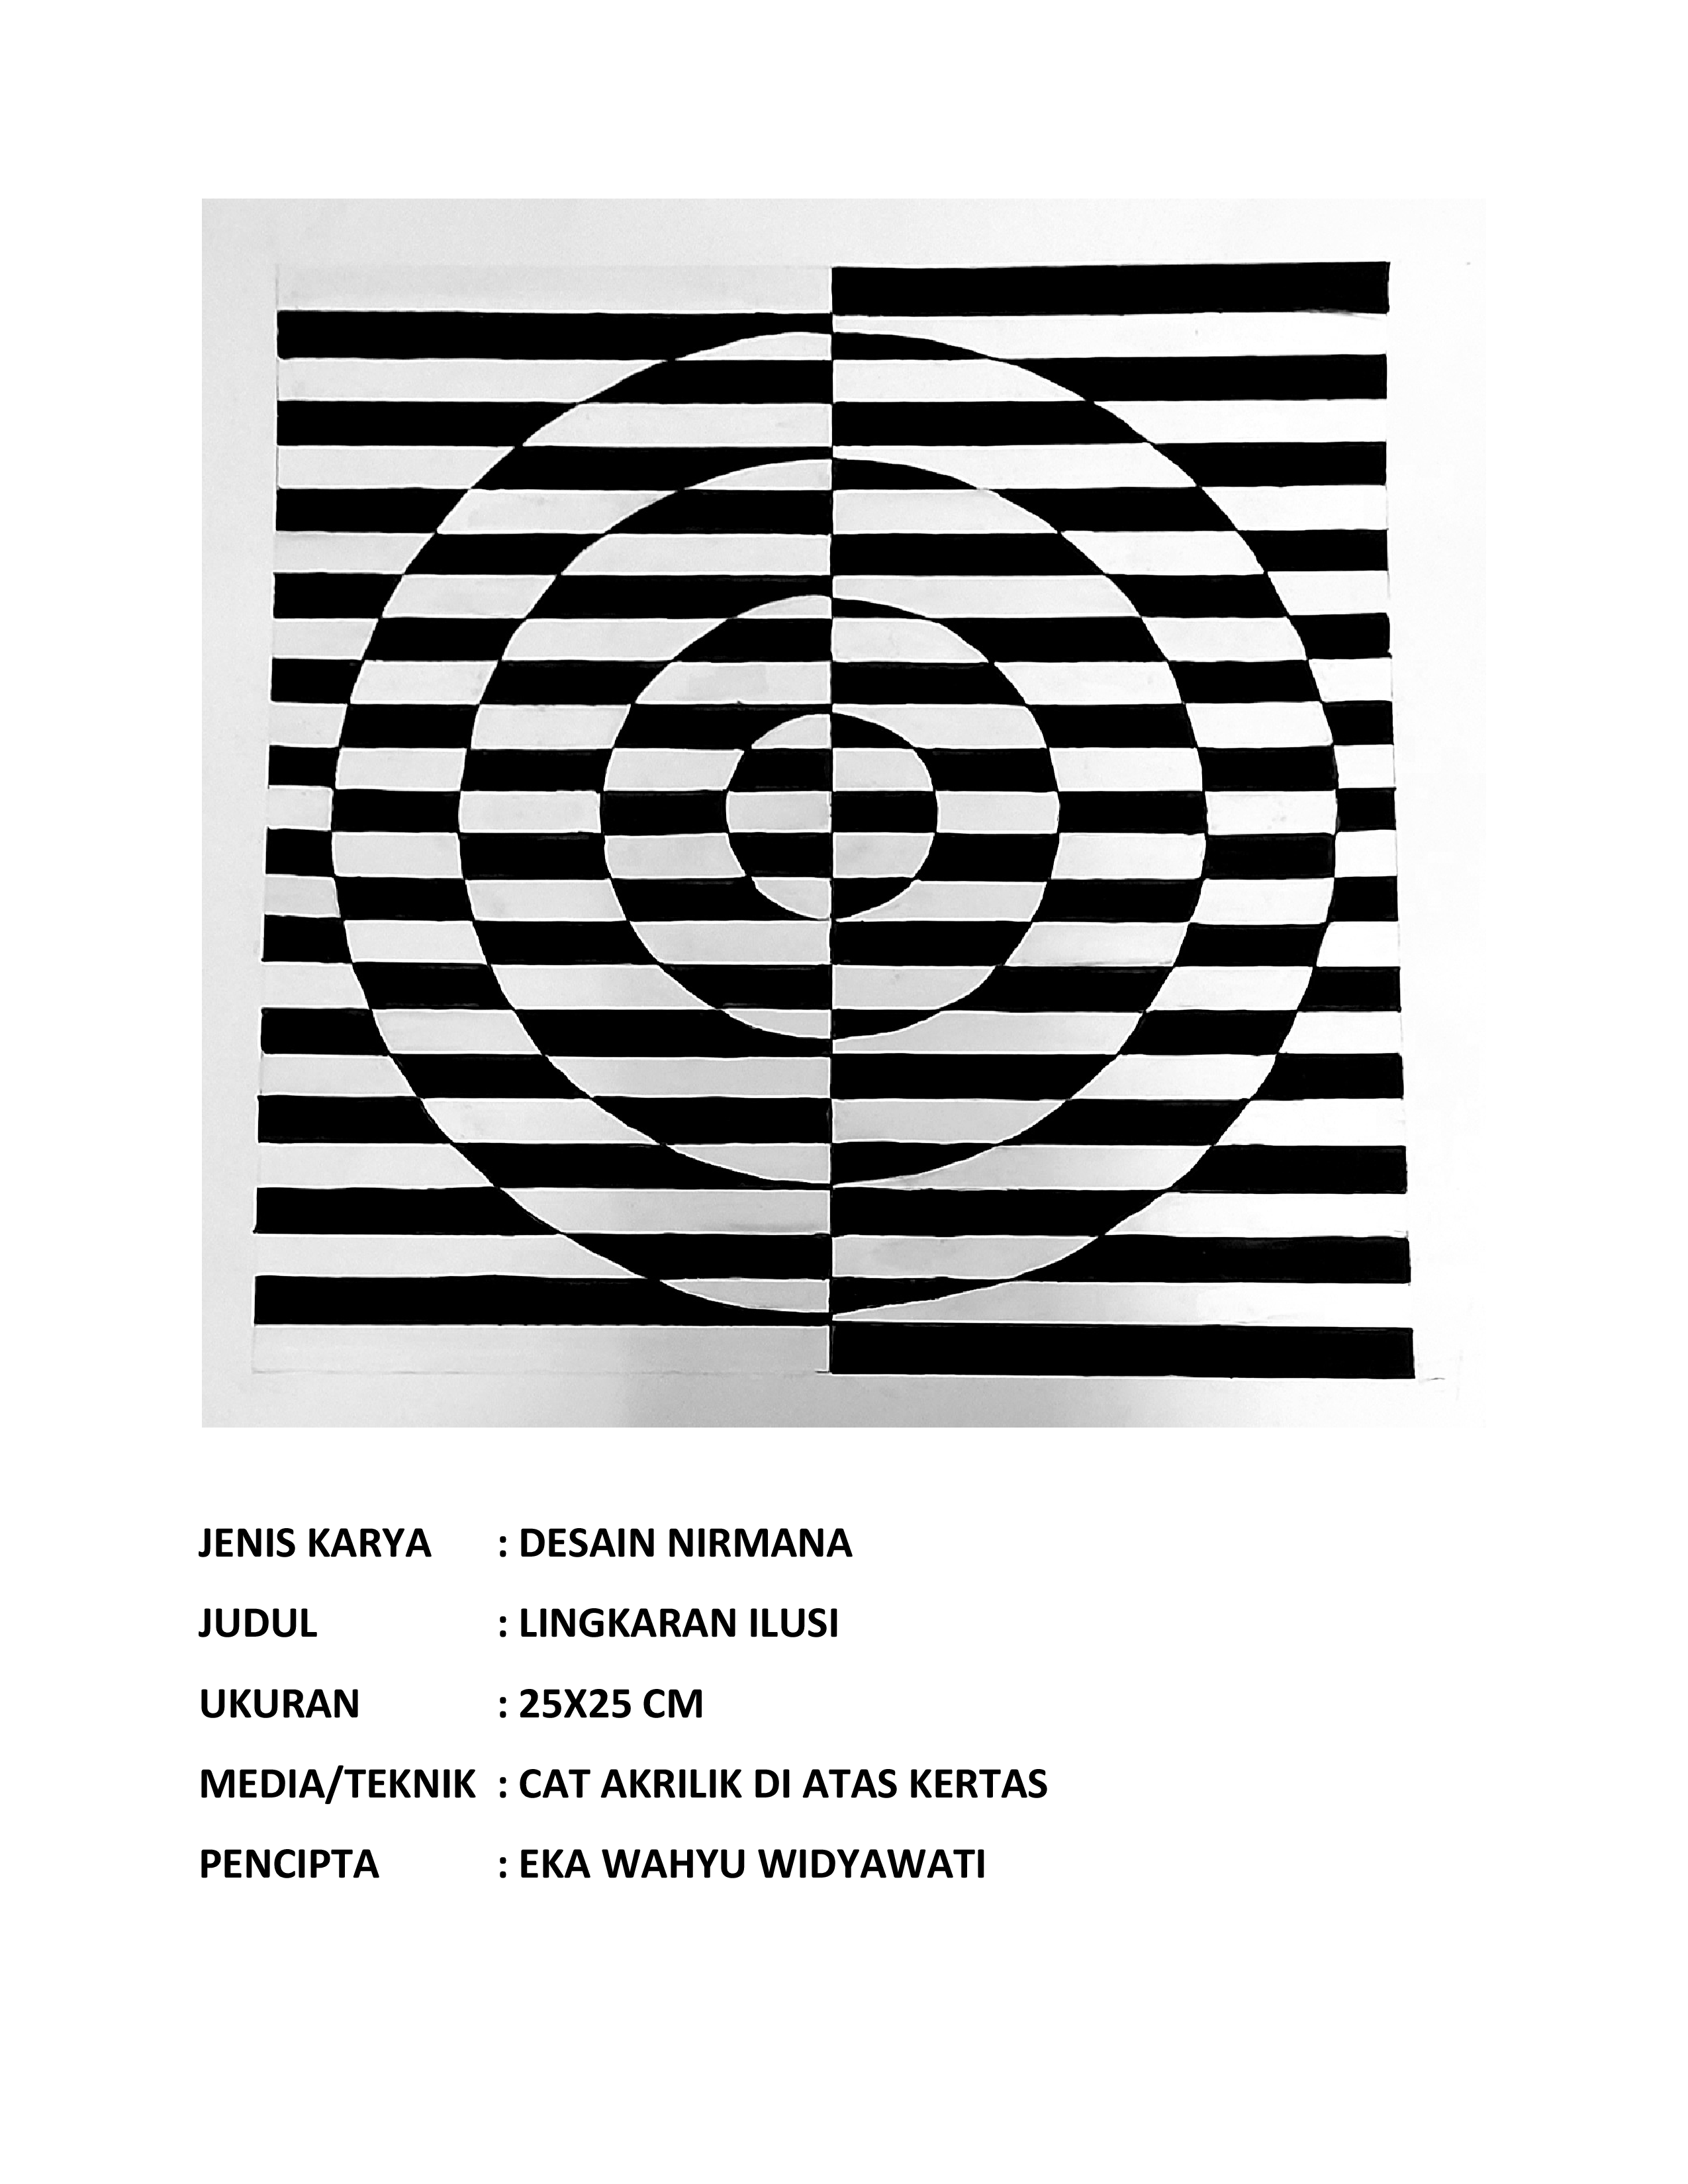 JENIS KARYA : DESAIN NIRMANA
JUDUL : LINGKARAN ILUSI
UKURAN : 25X25 CM
MEDIA/TEKNIK : CAT AKRILIK DI ATAS KERTAS
PENCIPTA : EKA WAHYU WIDYAWATI